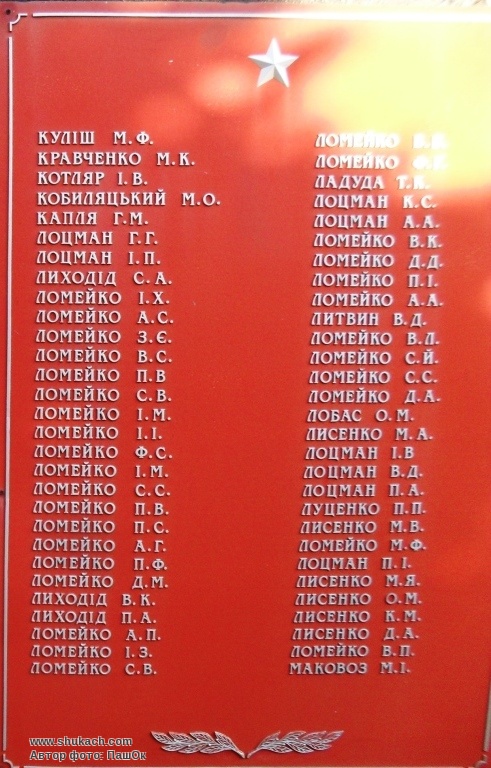 КУЛІШ М.Ф.
КРАВЧЕНКО М.К.
КОТЛЯР І.В.
КОБИЛЯЦЬКИЙ М.О.
КАПЛЯ Г.М.
ЛОЦМАН Г.Г.
ЛОЦМАН І.П.
ЛИХОДІД С.А.
ЛОМЕЙКО І.Х.
ЛОМЕЙКО А.С.
ЛОМЕЙКО З.Є.
ЛОМЕЙКО В.С.
ЛОМЕЙКО П.В
ЛОМЕЙКО С.В.
ЛОМЕЙКО І.М.
ЛОМЕЙКО І.І.
ЛОМЕЙКО Ф.С.
ЛОМЕЙКО І.М.
ЛОМЕЙКО С.С.
ЛОМЕЙКО П.В.
ЛОМЕЙКО П.С.
ЛОМЕЙКО А.Г.
ЛОМЕЙКО П.Ф.
ЛОМЕЙКО Д.М.
ЛИХОДІД В.К.
ЛИХОДІД П.А.
ЛОМЕЙКО А.П.
ЛОМЕЙКО І.З.
ЛОМЕЙКО С.В.
ЛОМЕЙКО
ЛОМЕЙКО
ЛАДУДА
ЛОЦМАН К.С.
ЛОЦМАН А.А.
ЛОМЕЙКО В.К.
ЛОМЕЙКО Д.Д.
ЛОМЕЙКО П.І.
ЛОМЕЙКО А.А.
ЛИТВИН В.Д.
ЛОМЕЙКО В.Л.
ЛОМЕЙКО С.Й.
ЛОМЕЙКО С.С.
ЛОМЕЙКО Д.А.
ЛОБАС О.М.
ЛИСЕНКО М.А.
ЛОЦМАН І.В
ЛОЦМАН В.Д.
ЛОЦМАН П.А.
ЛУЦЕНКО П.П.
ЛИСЕНКО М.В.
ЛОМЕЙКО М.Ф.
ЛОЦМАН П.І.
ЛИСЕНКО М.Я.
ЛИСЕНКО О.М.
ЛИСЕНКО К.М.
ЛИСЕНКО Д.А.
ЛОМЕЙКО В.П.
МАКОВОЗ М.І.
www.shukach.com
Автор фото: ПашОк